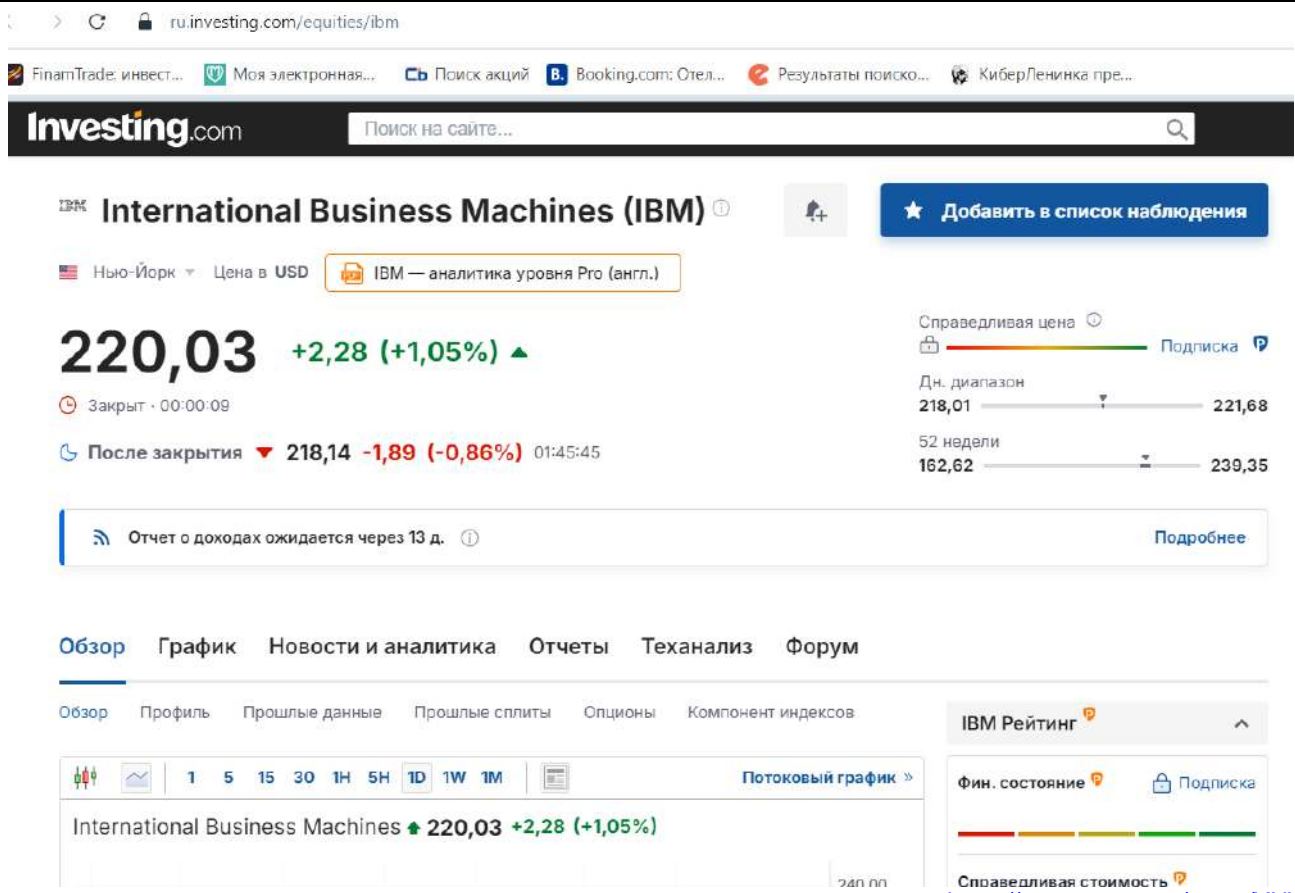 ru.investing.com/equities/ibm
FinamTrade: инвест... Моя электронная... Сь Поиск акций B. Booking.com: Отел... Результаты поиско... КиберЛенинка пре...
Investing.com Поиск на сайте...
IBM International Business Machines (IBM) Добавить в список наблюдения
Нью-Йорк Цена в USD IBM — аналитика уровня Pro (англ.)
Справедливая цена
220,03 +2,28 (+1,05%) Подписка
Дн. диапазон
Закрыт · 00:00:09 218,01 221,68
52 недели
После закрытия 218,14 -1,89 (-0,86%) 01:45:45 162,62 239,35
Отчет о доходах ожидается через 13 д. Подробнее
Обзор График Новости и аналитика Отчеты Теханализ Форум
Обзор Профиль Прошлые данные Прошлые сплиты Опционы Компонент индексов
IBM Рейтинг
1 5 15 30 1H 5H 1D 1W 1M Потоковый график »
Фин. состояние Подписка
International Business Machines 220,03 +2,28 (+1,05%)
240,00 Справедливая стоимость